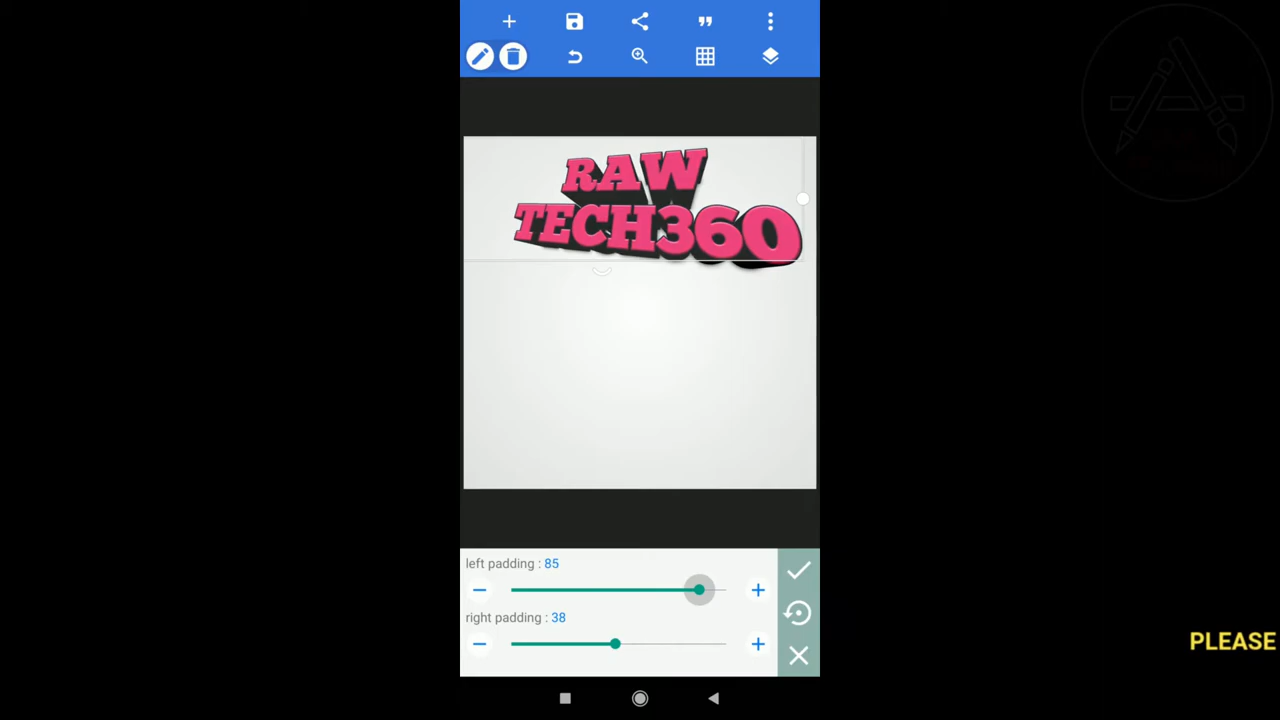 RAW
TECH360
left padding : 85
right padding : 38
PLEASE